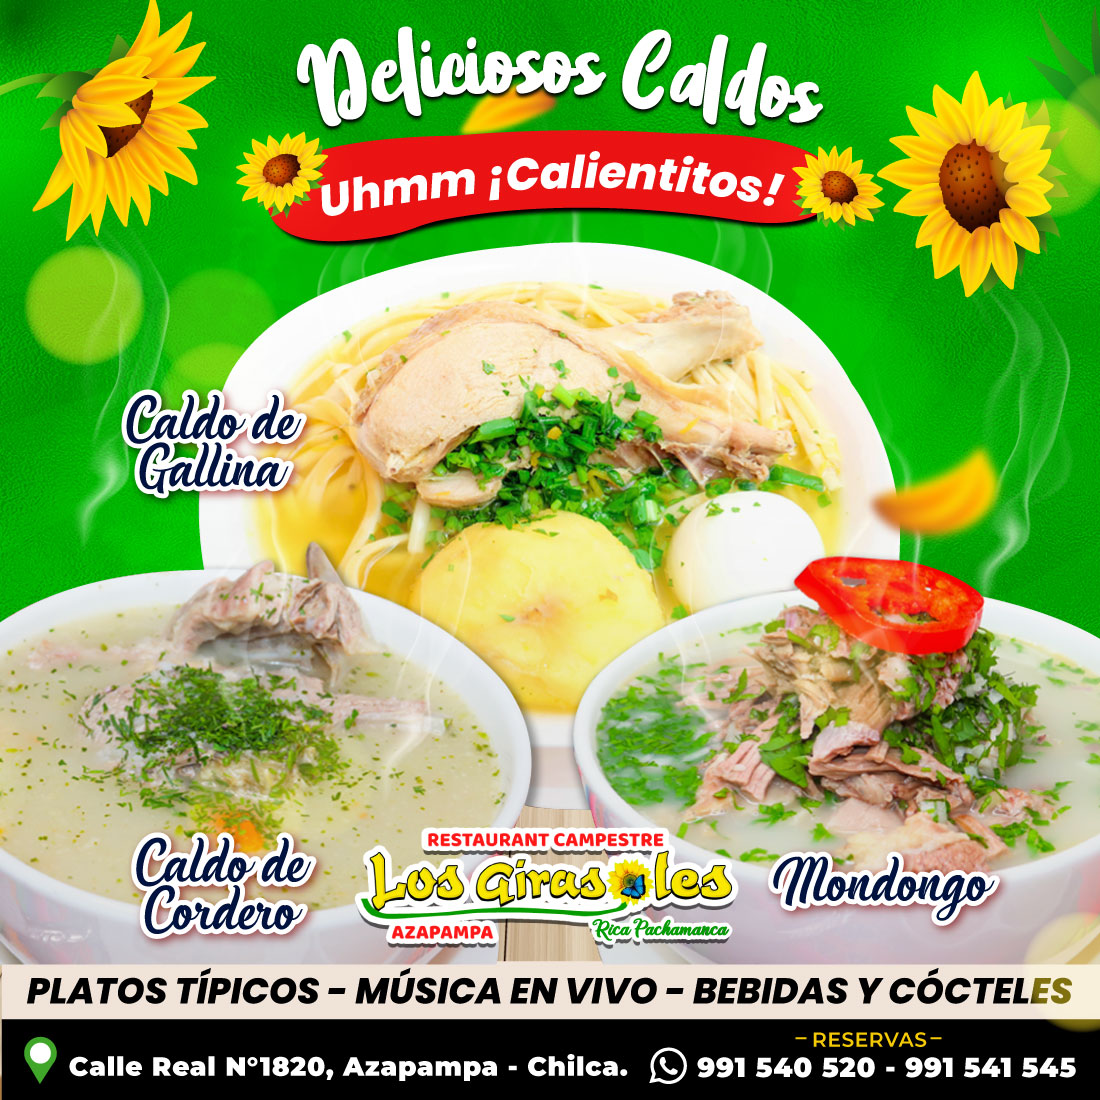 Deliciosos Caldos
Uhmm ¡Calientitos!
Caldo de
Gallina
Caldo de
Cordero
RESTAURANT CAMPESTRE
Los Girasoles
AZAPAMPA
Rica Pachamanca
Mondongo
PLATOS TÍPICOS - MÚSICA EN VIVO - BEBIDAS Y CÓCTELES
- RESERVAS -
Calle Real N°1820, Azapampa - Chilca.
991 540 520 - 991 541 545